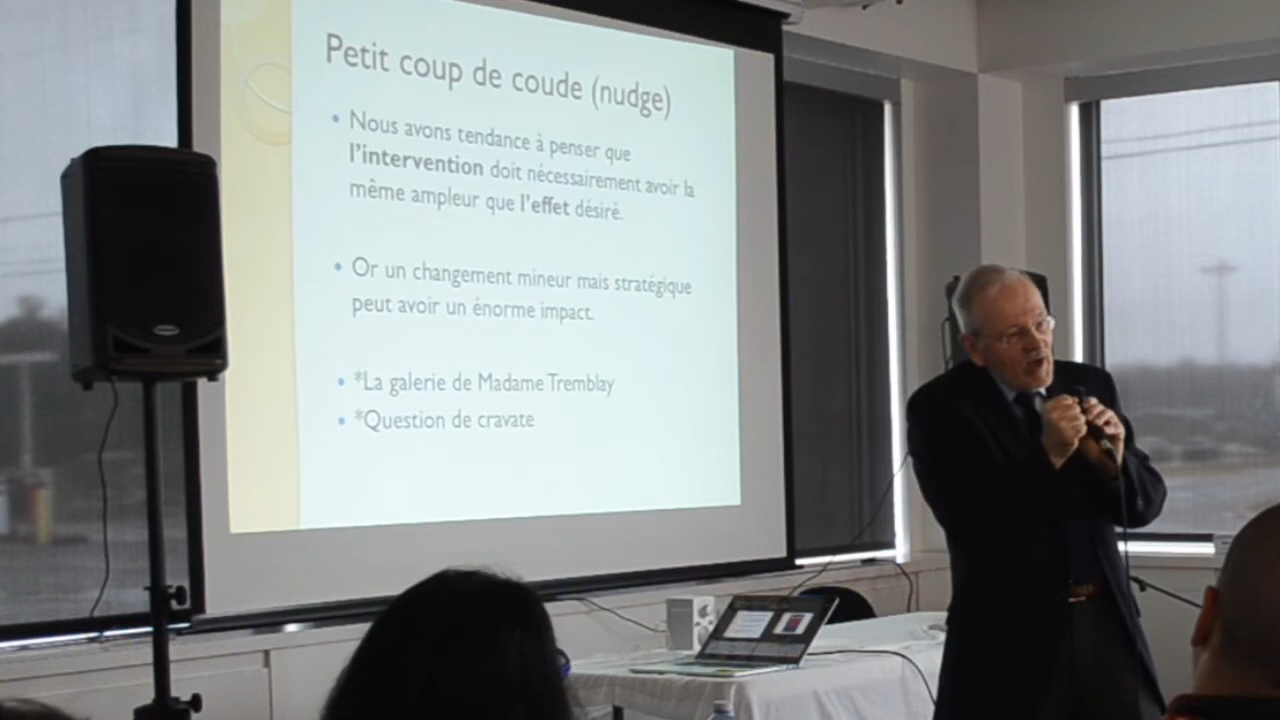 Petit coup de coude (nudge)
• Nous avons tendance à penser que
l'intervention doit nécessairement avoir la
même ampleur que l'effet désiré.
• Or un changement mineur mais stratégique
peut avoir un énorme impact.
• *La galerie de Madame Tremblay
• *Question de cravate